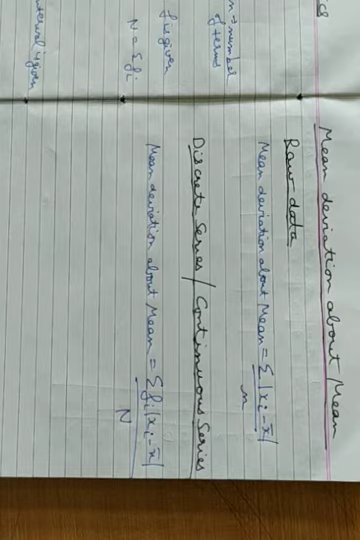 Mean deviation about Mean
Raw data
n → number
of terms
Mean deviation about Mean = Σ|xi - x̄| / n
Discrete Series / Continuous Series
fi given
N = Σfi
Mean deviation about Mean = Σfi|xi - x̄| / N